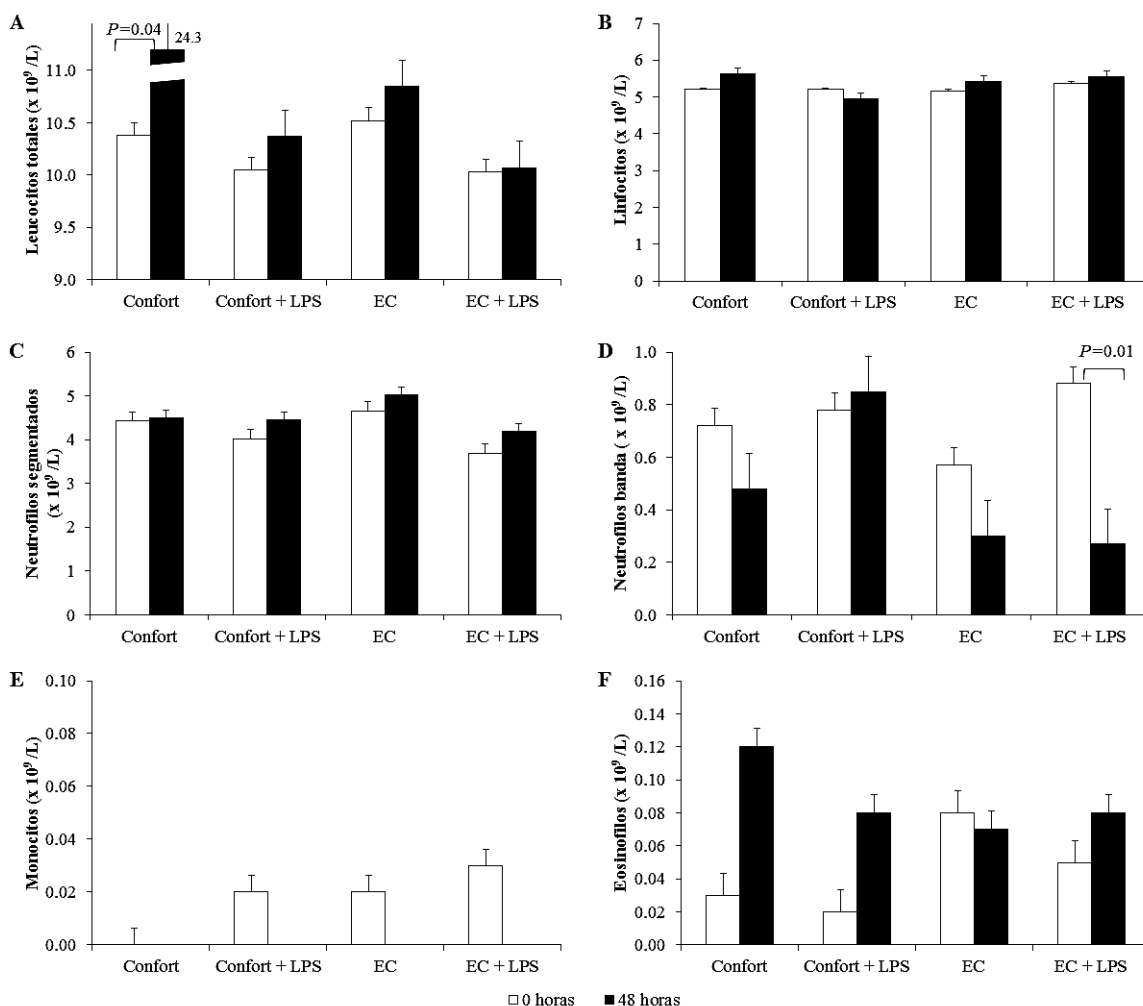 A
P=0.04
24.3
Leucocitos totales (x 10⁹ /L)
11.0
10.5
10.0
9.5
9.0
Confort
Confort + LPS
EC
EC + LPS
B
Linfocitos (x 10⁹ /L)
7
6
5
4
3
2
1
0
Confort
Confort + LPS
EC
EC + LPS
C
Neutrofilos segmentados
(x 10⁹ /L)
6
5
4
3
2
1
0
Confort
Confort + LPS
EC
EC + LPS
D
P=0.01
Neutrofilos banda ( x 10⁹ /L)
1.0
0.8
0.6
0.4
0.2
0.0
Confort
Confort + LPS
EC
EC + LPS
E
Monocitos (x 10⁹ /L)
0.10
0.08
0.06
0.04
0.02
0.00
Confort
Confort + LPS
EC
EC + LPS
F
Eosinofilos (x 10⁹ /L)
0.16
0.14
0.12
0.10
0.08
0.06
0.04
0.02
0.00
Confort
Confort + LPS
EC
EC + LPS
0 horas
48 horas